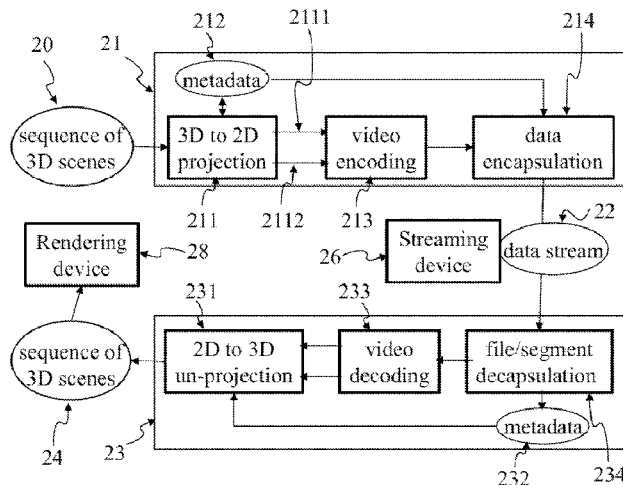 212
2111
214
20
21
metadata
sequence of
3D scenes
3D to 2D
projection
video
encoding
data
encapsulation
211
2112
213
22
Rendering
device
28
26
Streaming
device
data stream
231
233
sequence of
3D scenes
2D to 3D
un-projection
video
decoding
file/segment
decapsulation
metadata
24
23
232
234